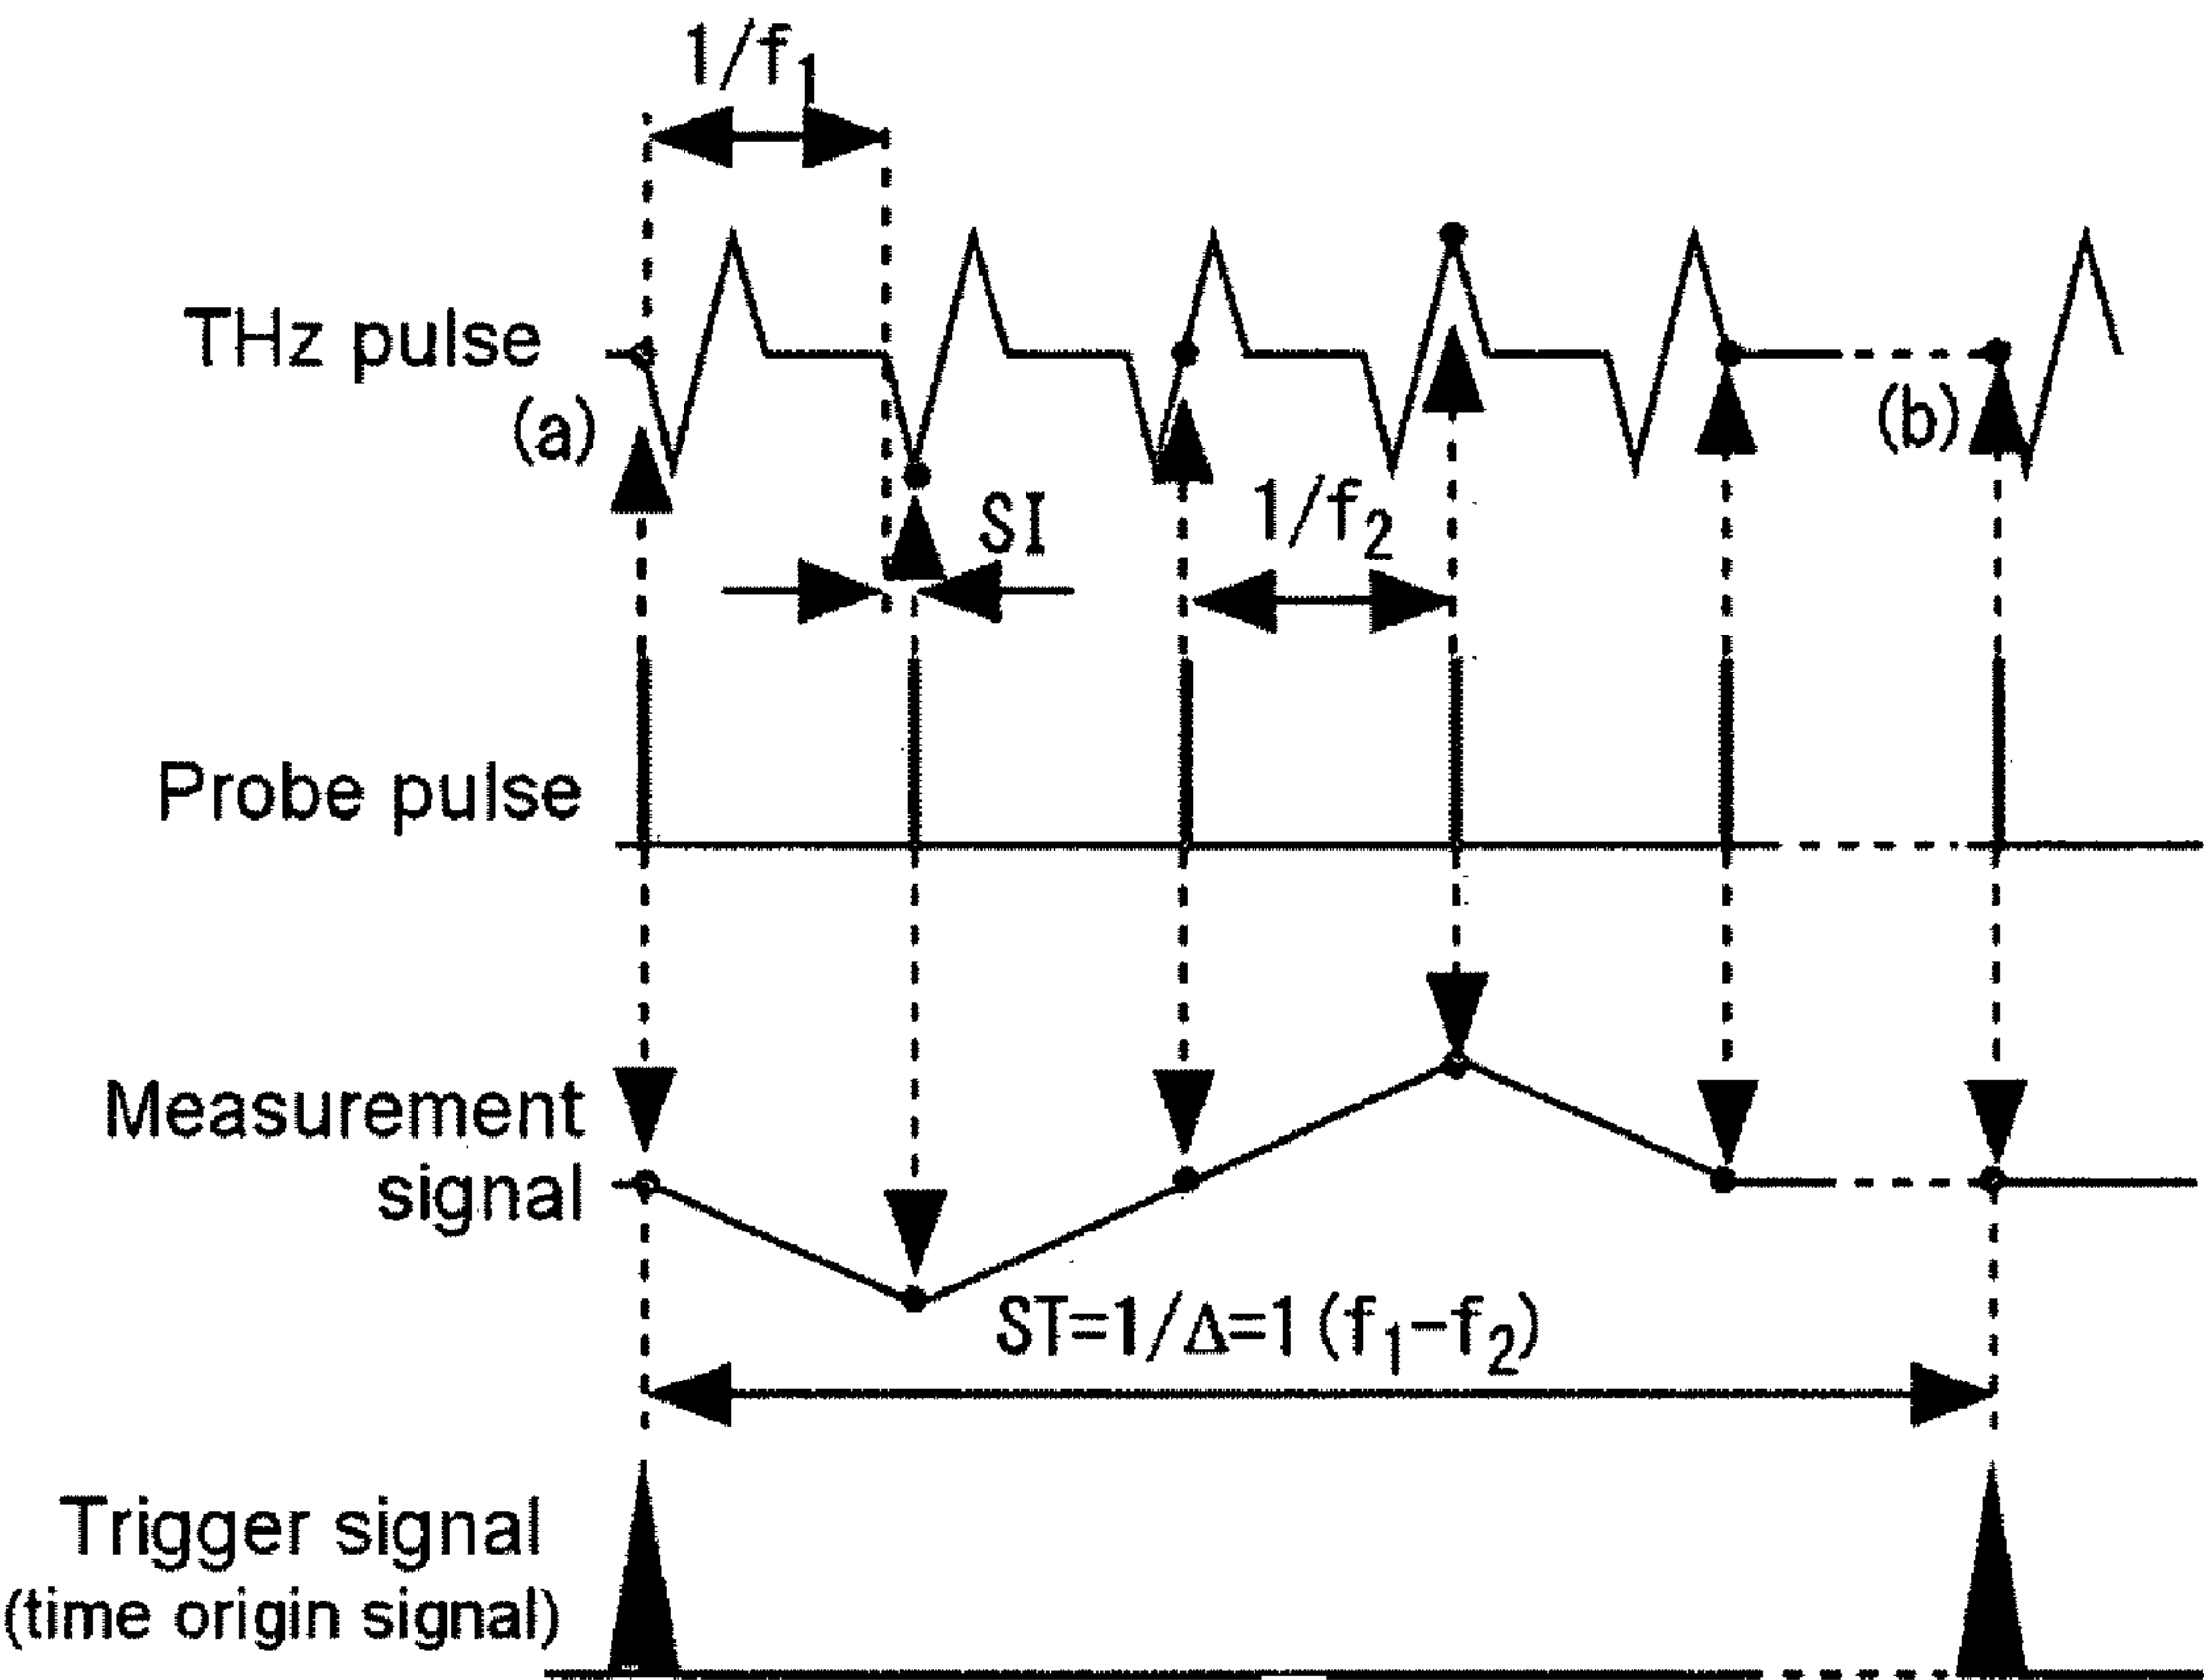 1/f₁
THz pulse
(a)
(b)
SI
1/f₂
Probe pulse
Measurement
signal
ST=1/Δ=1(f₁-f₂)
Trigger signal
(time origin signal)